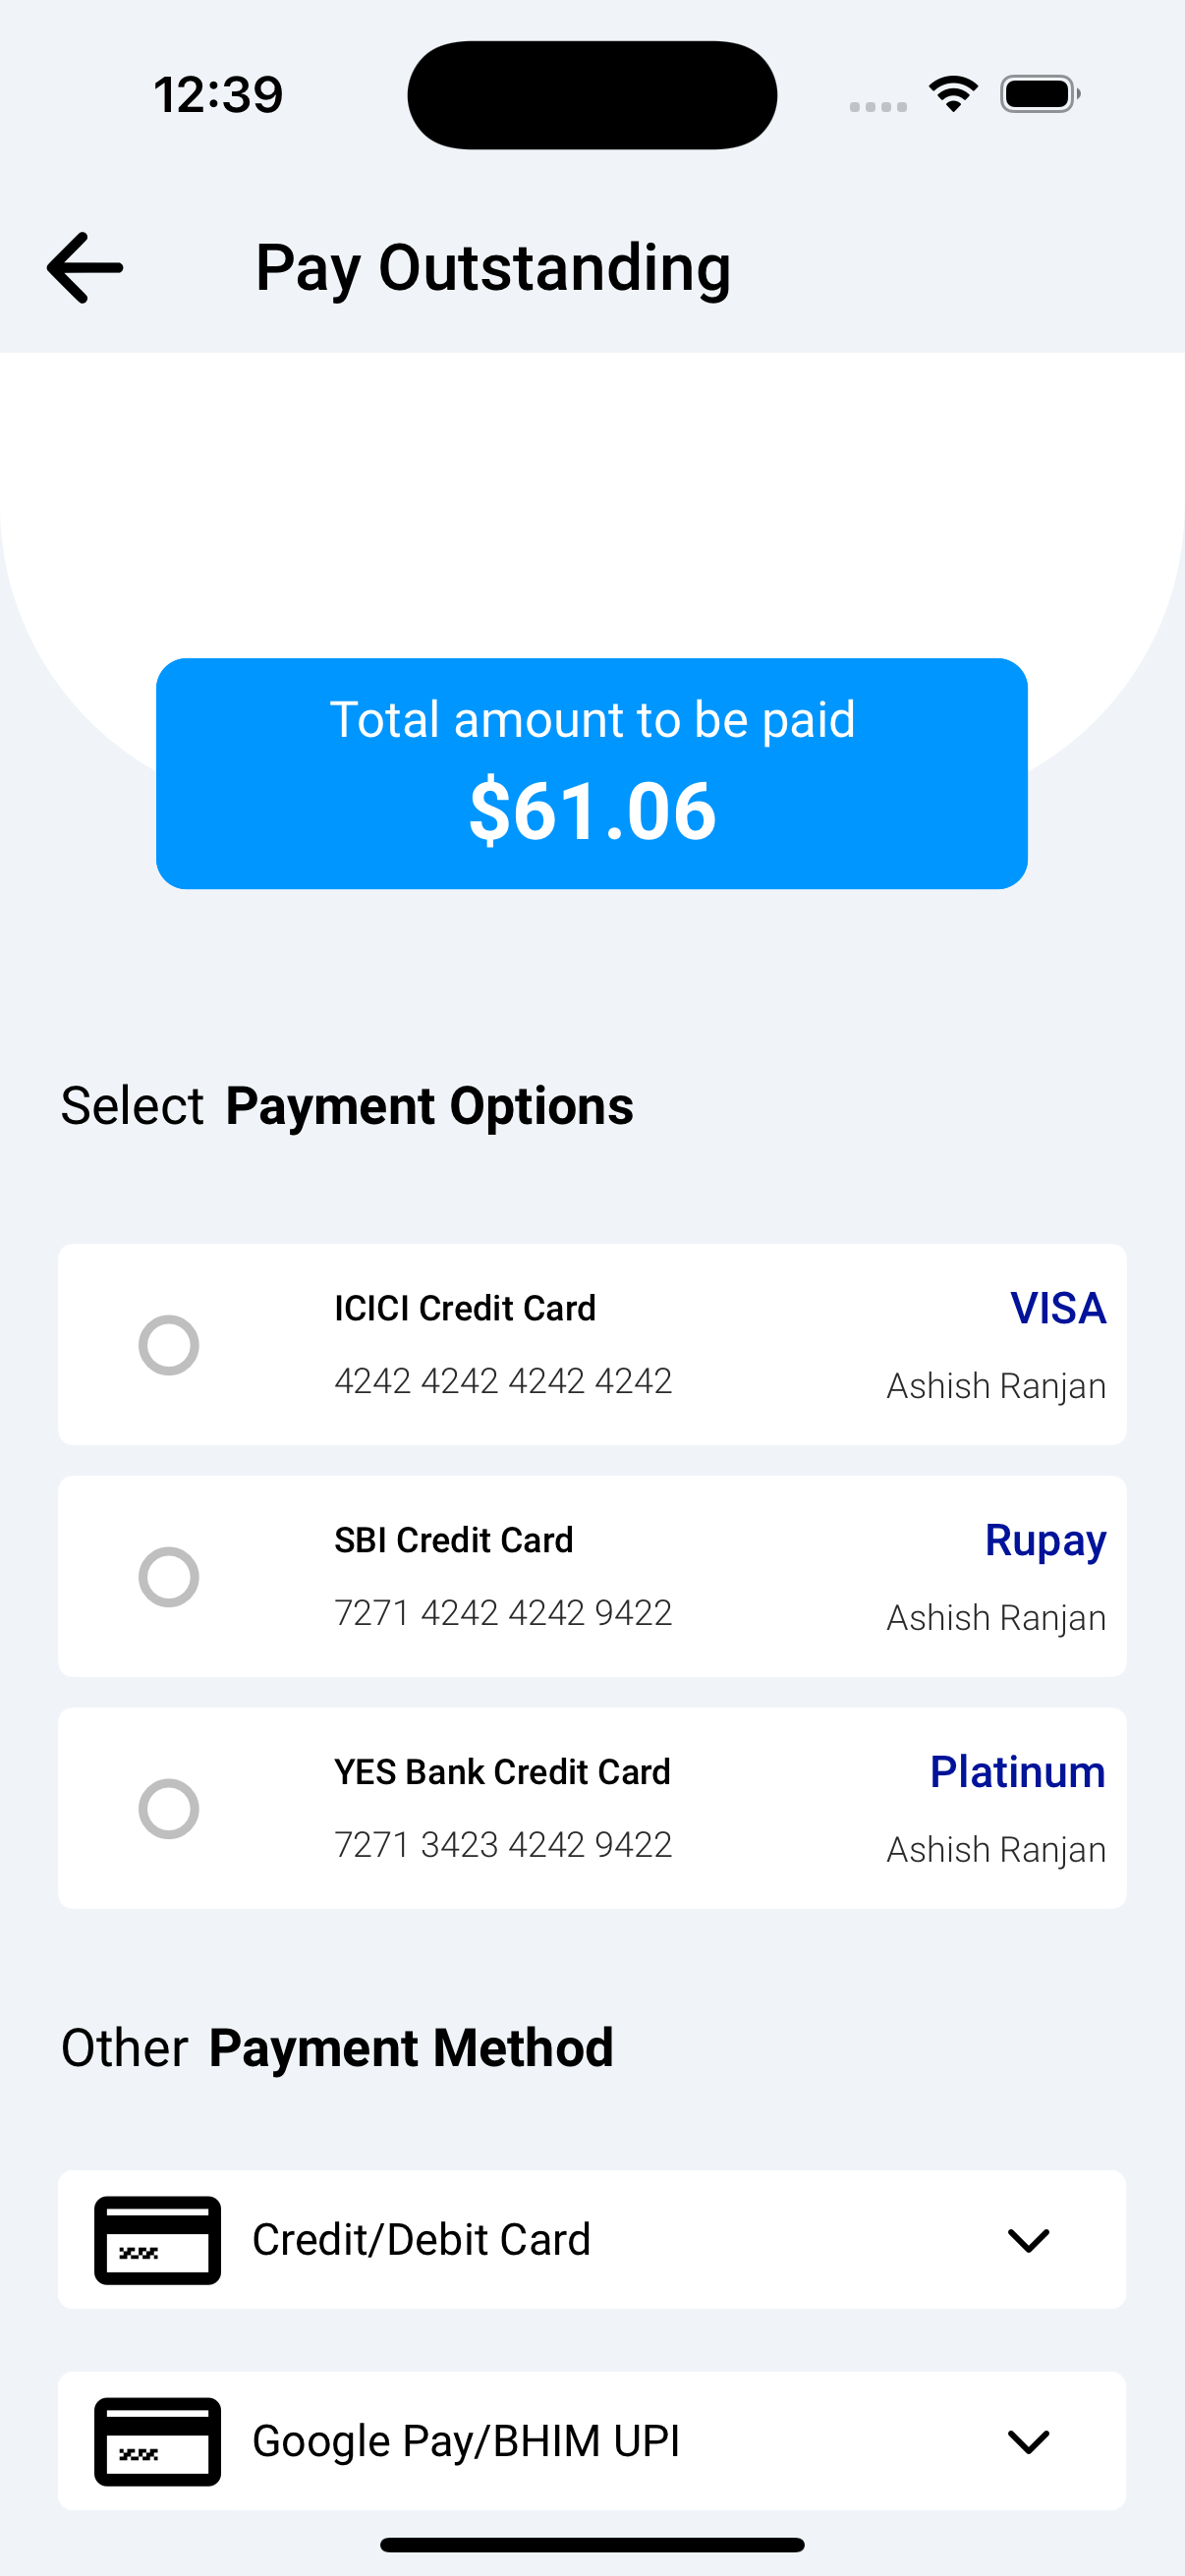 12:39
Pay Outstanding
Total amount to be paid
$61.06
Select Payment Options
ICICI Credit Card VISA
4242 4242 4242 4242 Ashish Ranjan
SBI Credit Card Rupay
7271 4242 4242 9422 Ashish Ranjan
YES Bank Credit Card Platinum
7271 3423 4242 9422 Ashish Ranjan
Other Payment Method
Credit/Debit Card
Google Pay/BHIM UPI